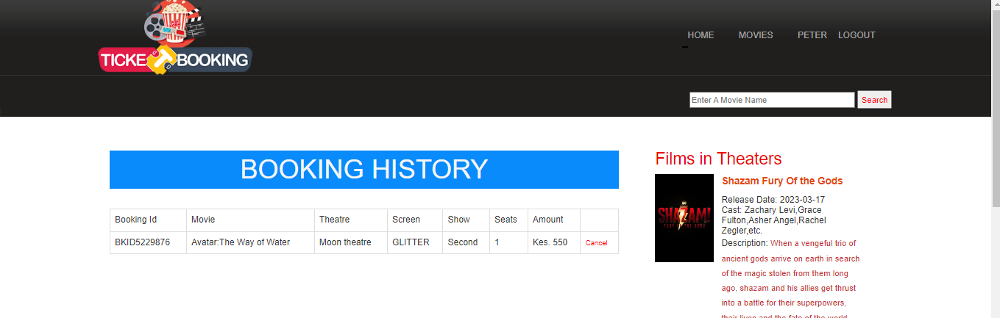 TICKETBOOKING
HOME MOVIES PETER LOGOUT
Enter A Movie Name Search
BOOKING HISTORY
Booking Id Movie Theatre Screen Show Seats Amount
BKID5229876 Avatar:The Way of Water Moon theatre GLITTER Second 1 Kes. 550 Cancel
Films in Theaters
SHAZAM!
Shazam Fury Of the Gods
Release Date: 2023-03-17
Cast: Zachary Levi,Grace
Fulton,Asher Angel,Rachel
Zegler,etc.
Description: When a vengeful trio of
ancient gods arrive on earth in search
of the magic stolen from them long
ago, shazam and his allies get thrust
into a battle for their superpowers,
their lives and the fate of the world